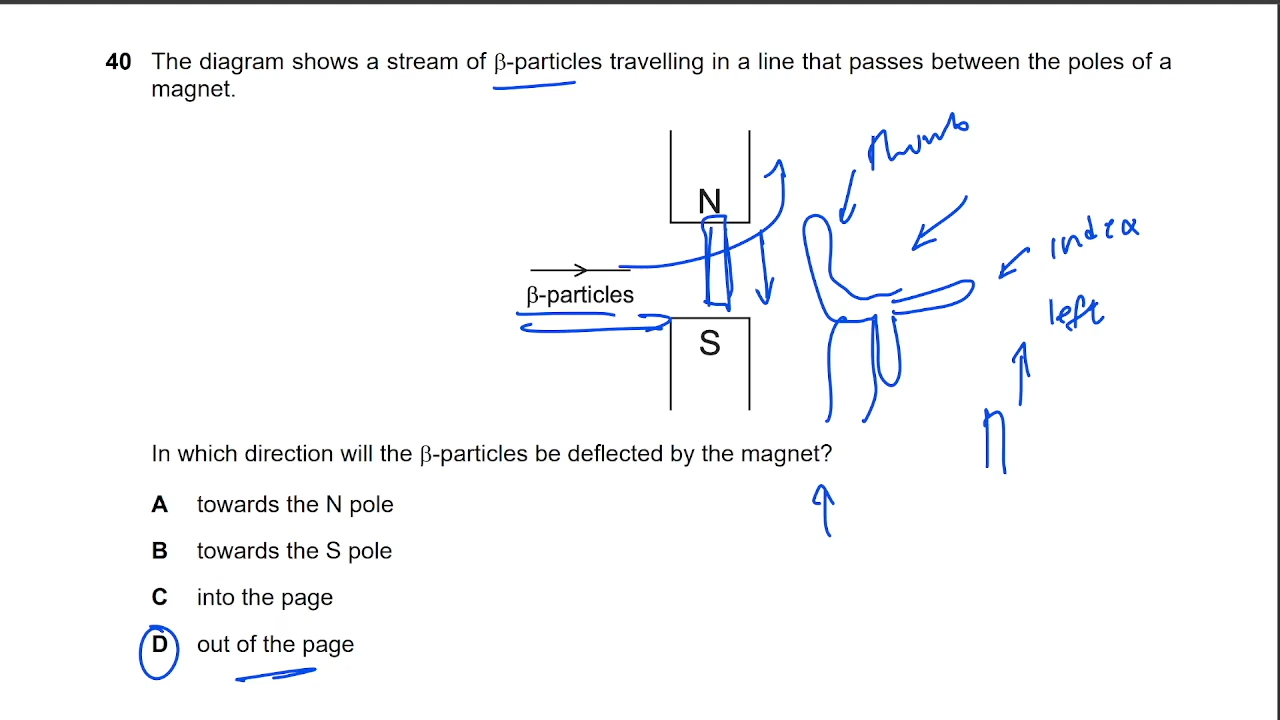 40 The diagram shows a stream of β-particles travelling in a line that passes between the poles of a
magnet.
thumb
N
index
β-particles
left
S
In which direction will the β-particles be deflected by the magnet?
A towards the N pole
B towards the S pole
C into the page
D out of the page